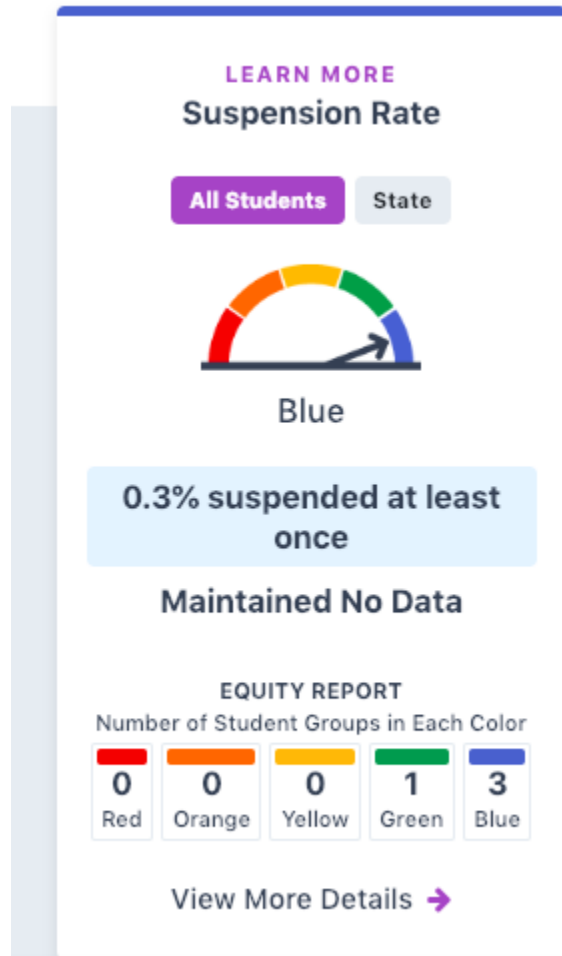 LEARN MORE
Suspension Rate
All Students State
Blue
0.3% suspended at least
once
Maintained No Data
EQUITY REPORT
Number of Student Groups in Each Color
0 0 0 1 3
Red Orange Yellow Green Blue
View More Details